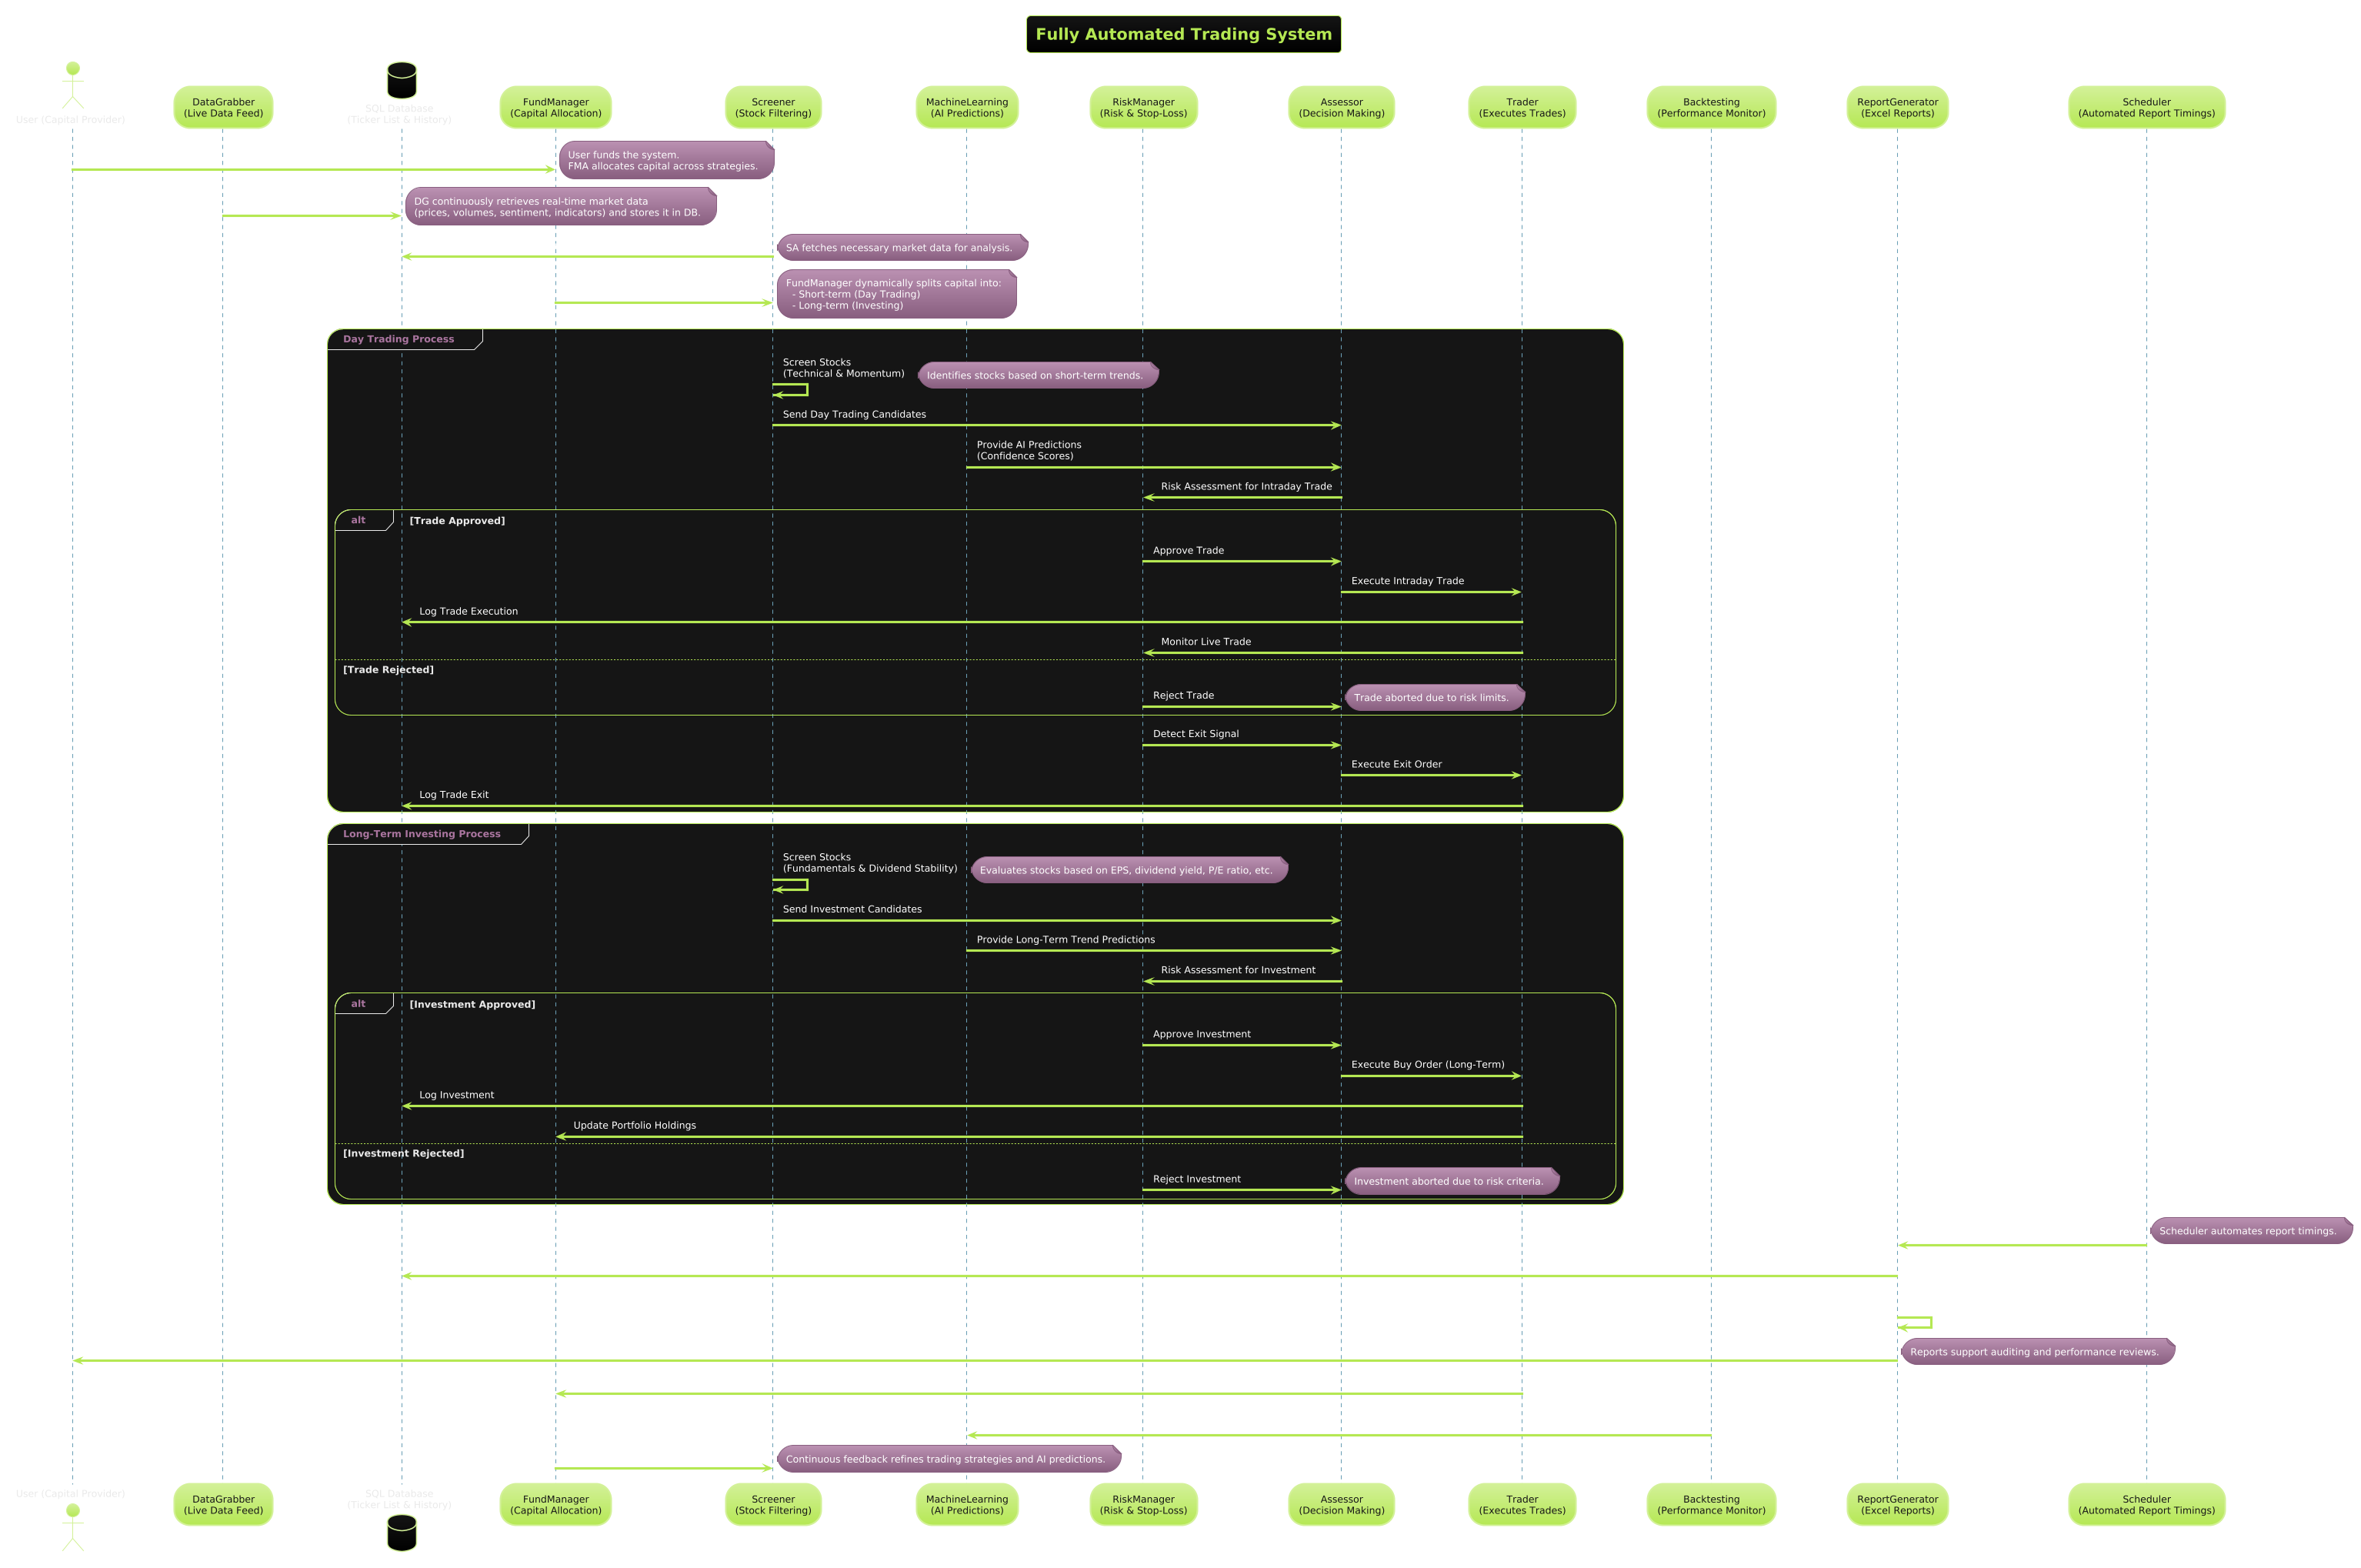 Fully Automated Trading System
User (Capital Provider)
DataGrabber
(Live Data Feed)
SQL Database
(Ticker List & History)
FundManager
(Capital Allocation)
Screener
(Stock Filtering)
MachineLearning
(AI Predictions)
RiskManager
(Risk & Stop-Loss)
Assessor
(Decision Making)
Trader
(Executes Trades)
Backtesting
(Performance Monitor)
ReportGenerator
(Excel Reports)
Scheduler
(Automated Report Timings)
User funds the system.
FMA allocates capital across strategies.
DG continuously retrieves real-time market data
(prices, volumes, sentiment, indicators) and stores it in DB.
SA fetches necessary market data for analysis.
FundManager dynamically splits capital into:
- Short-term (Day Trading)
- Long-term (Investing)
Day Trading Process
Screen Stocks
(Technical & Momentum)
Identifies stocks based on short-term trends.
Send Day Trading Candidates
Provide AI Predictions
(Confidence Scores)
Risk Assessment for Intraday Trade
alt
[Trade Approved]
Approve Trade
Execute Intraday Trade
Log Trade Execution
Monitor Live Trade
[Trade Rejected]
Reject Trade
Trade aborted due to risk limits.
Detect Exit Signal
Execute Exit Order
Log Trade Exit
Long-Term Investing Process
Screen Stocks
(Fundamentals & Dividend Stability)
Evaluates stocks based on EPS, dividend yield, P/E ratio, etc.
Send Investment Candidates
Provide Long-Term Trend Predictions
Risk Assessment for Investment
alt
[Investment Approved]
Approve Investment
Execute Buy Order (Long-Term)
Log Investment
Update Portfolio Holdings
[Investment Rejected]
Reject Investment
Investment aborted due to risk criteria.
Scheduler automates report timings.
Reports support auditing and performance reviews.
Continuous feedback refines trading strategies and AI predictions.
User (Capital Provider)
DataGrabber
(Live Data Feed)
SQL Database
(Ticker List & History)
FundManager
(Capital Allocation)
Screener
(Stock Filtering)
MachineLearning
(AI Predictions)
RiskManager
(Risk & Stop-Loss)
Assessor
(Decision Making)
Trader
(Executes Trades)
Backtesting
(Performance Monitor)
ReportGenerator
(Excel Reports)
Scheduler
(Automated Report Timings)